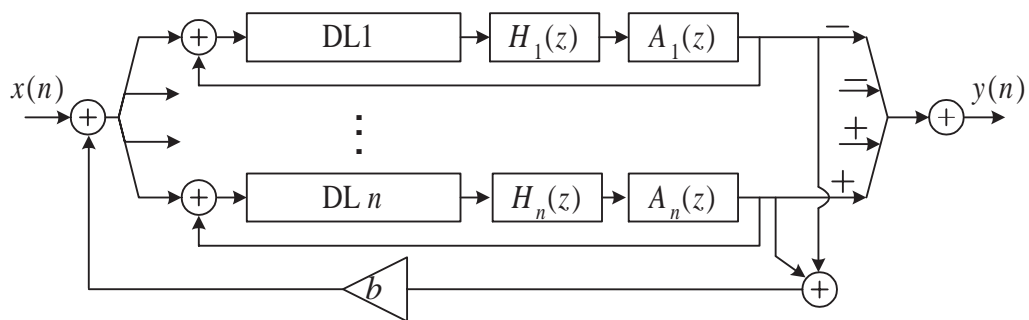 DL1 H₁(z) A₁(z) −
x(n) + + − y(n)
⋮ + +
+ DL n Hₙ(z) Aₙ(z) +
b +